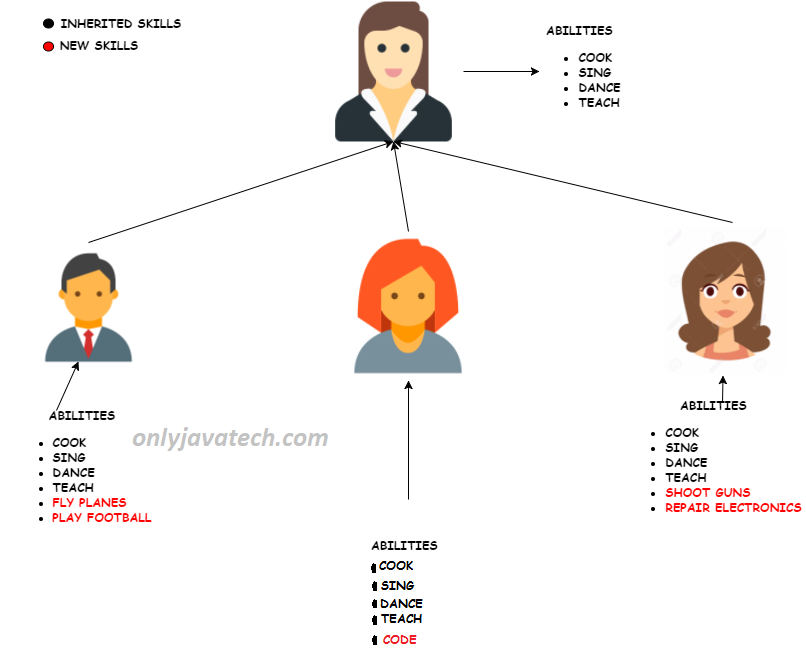 INHERITED SKILLS
NEW SKILLS
ABILITIES
COOK
SING
DANCE
TEACH
ABILITIES
COOK
SING
DANCE
TEACH
FLY PLANES
PLAY FOOTBALL
onlyjavatech.com
ABILITIES
COOK
SING
DANCE
TEACH
CODE
ABILITIES
COOK
SING
DANCE
TEACH
SHOOT GUNS
REPAIR ELECTRONICS